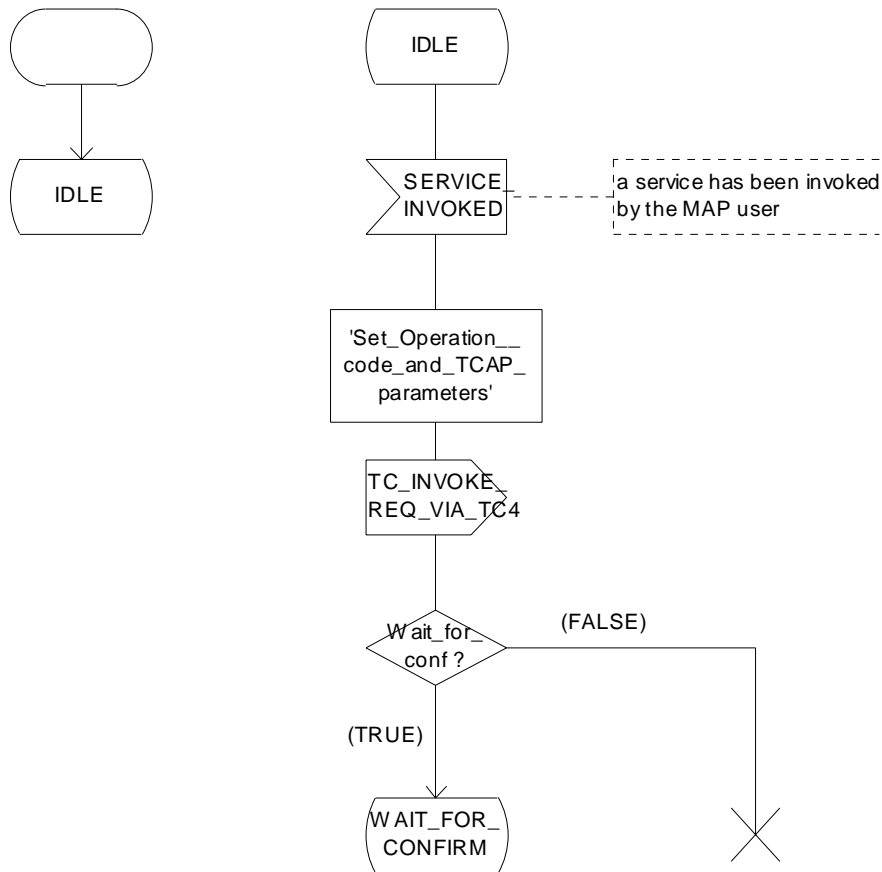 IDLE
IDLE
SERVICE_
INVOKED
a service has been invoked
by the MAP user
'Set_Operation__
code_and_TCAP_
parameters'
TC_INVOKE_
REQ_VIA_TC4
Wait_for_
conf ?
(FALSE)
(TRUE)
WAIT_FOR_
CONFIRM